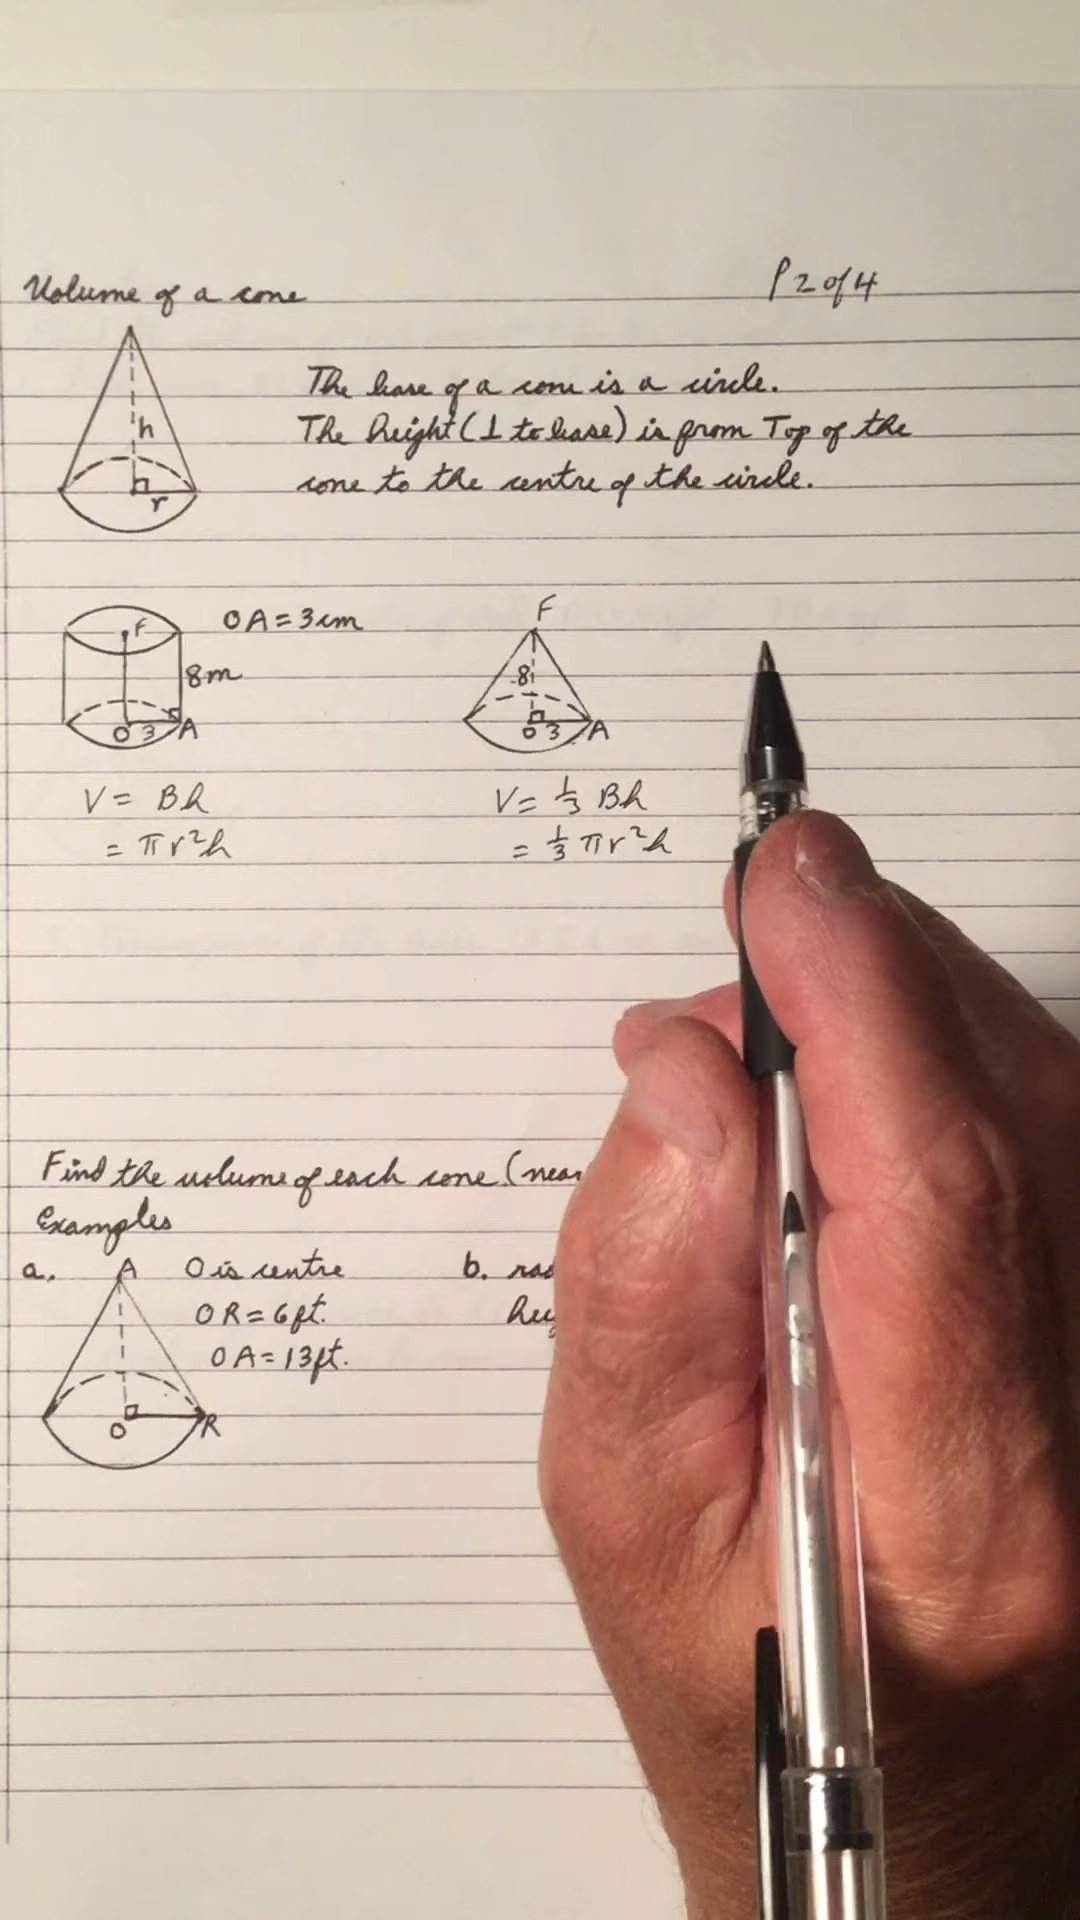 Volume of a cone
P 2 of 4
h
r
The base of a cone is a circle.
The height (⊥ to base) is from Top of the
cone to the centre of the circle.
F
OA = 3cm
8m
O 3 A
F
8
O 3 A
V = Bh
= πr²h
V = 1/3 Bh
= 1/3 πr²h
Find the volume of each cone (near
Examples
a. A O is centre
OR = 6ft.
OA = 13ft.
O R
b.